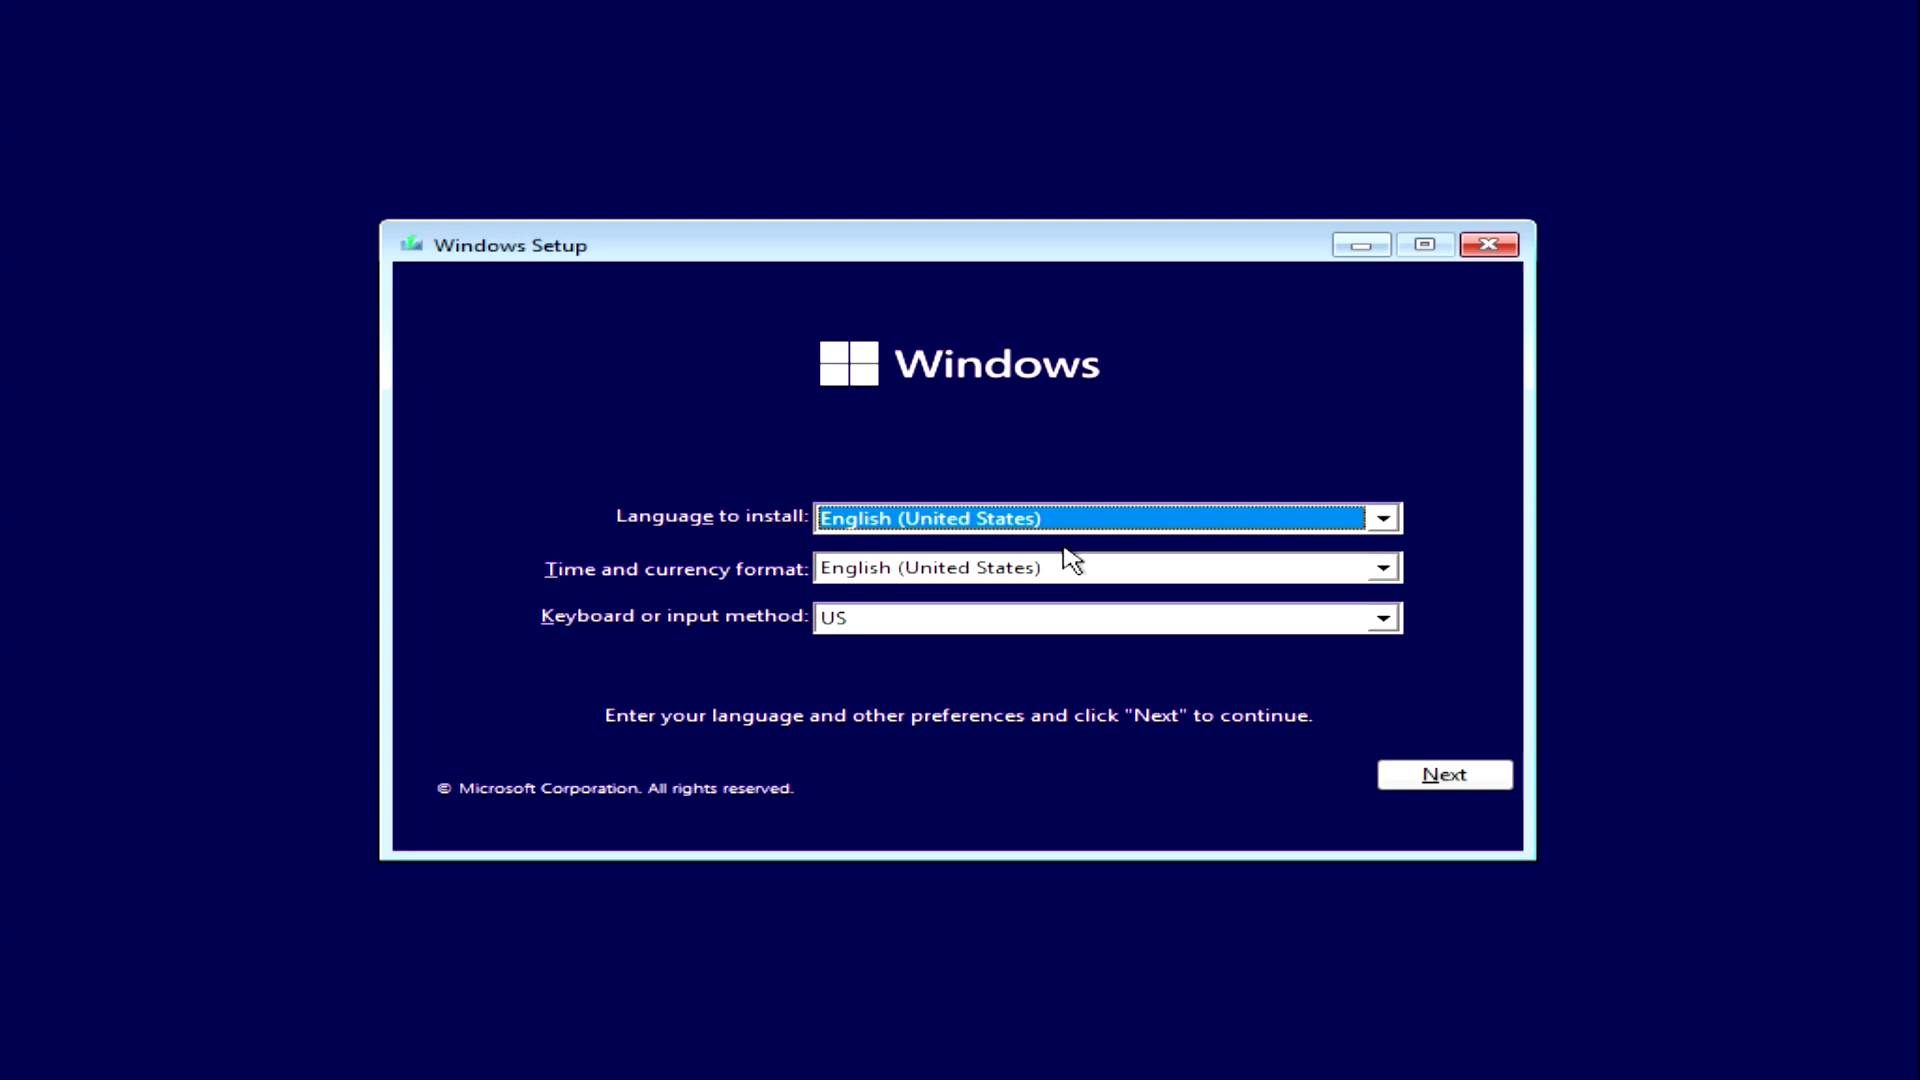 Windows Setup
Windows
Language to install: English (United States)
Time and currency format: English (United States)
Keyboard or input method: US
Enter your language and other preferences and click "Next" to continue.
Next
© Microsoft Corporation. All rights reserved.